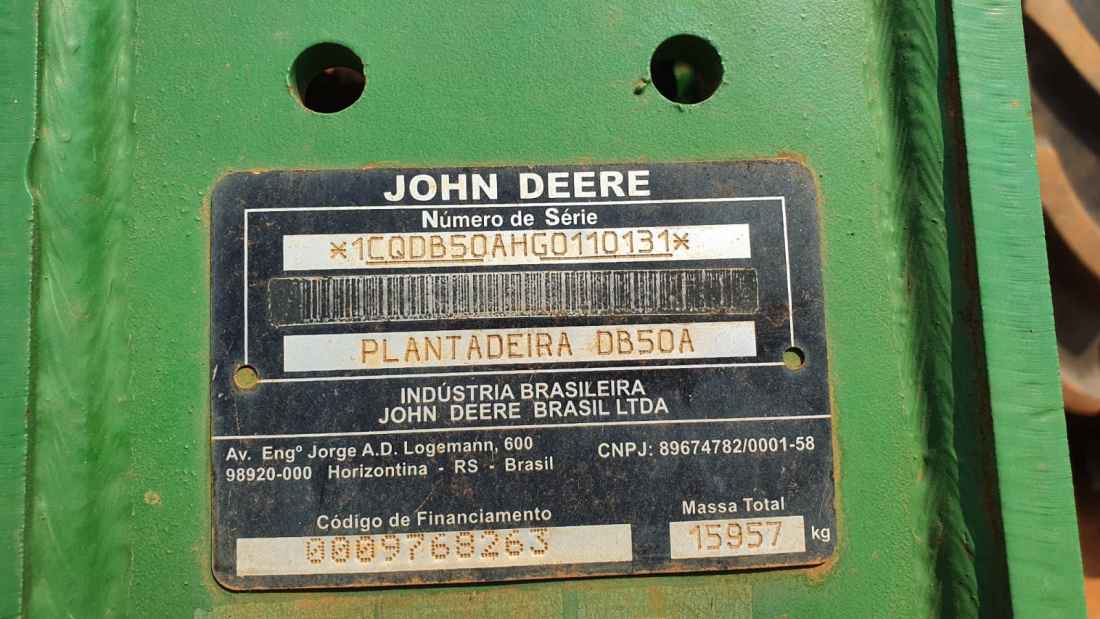 JOHN DEERE
Número de Série
*1CQDB50AHG0110131*
PLANTADEIRA DB50A
INDÚSTRIA BRASILEIRA
JOHN DEERE BRASIL LTDA
Av. Engº Jorge A.D. Logemann, 600
98920-000 Horizontina - RS - Brasil
CNPJ: 89674782/0001-58
Código de Financiamento
0009768263
Massa Total
15957 kg